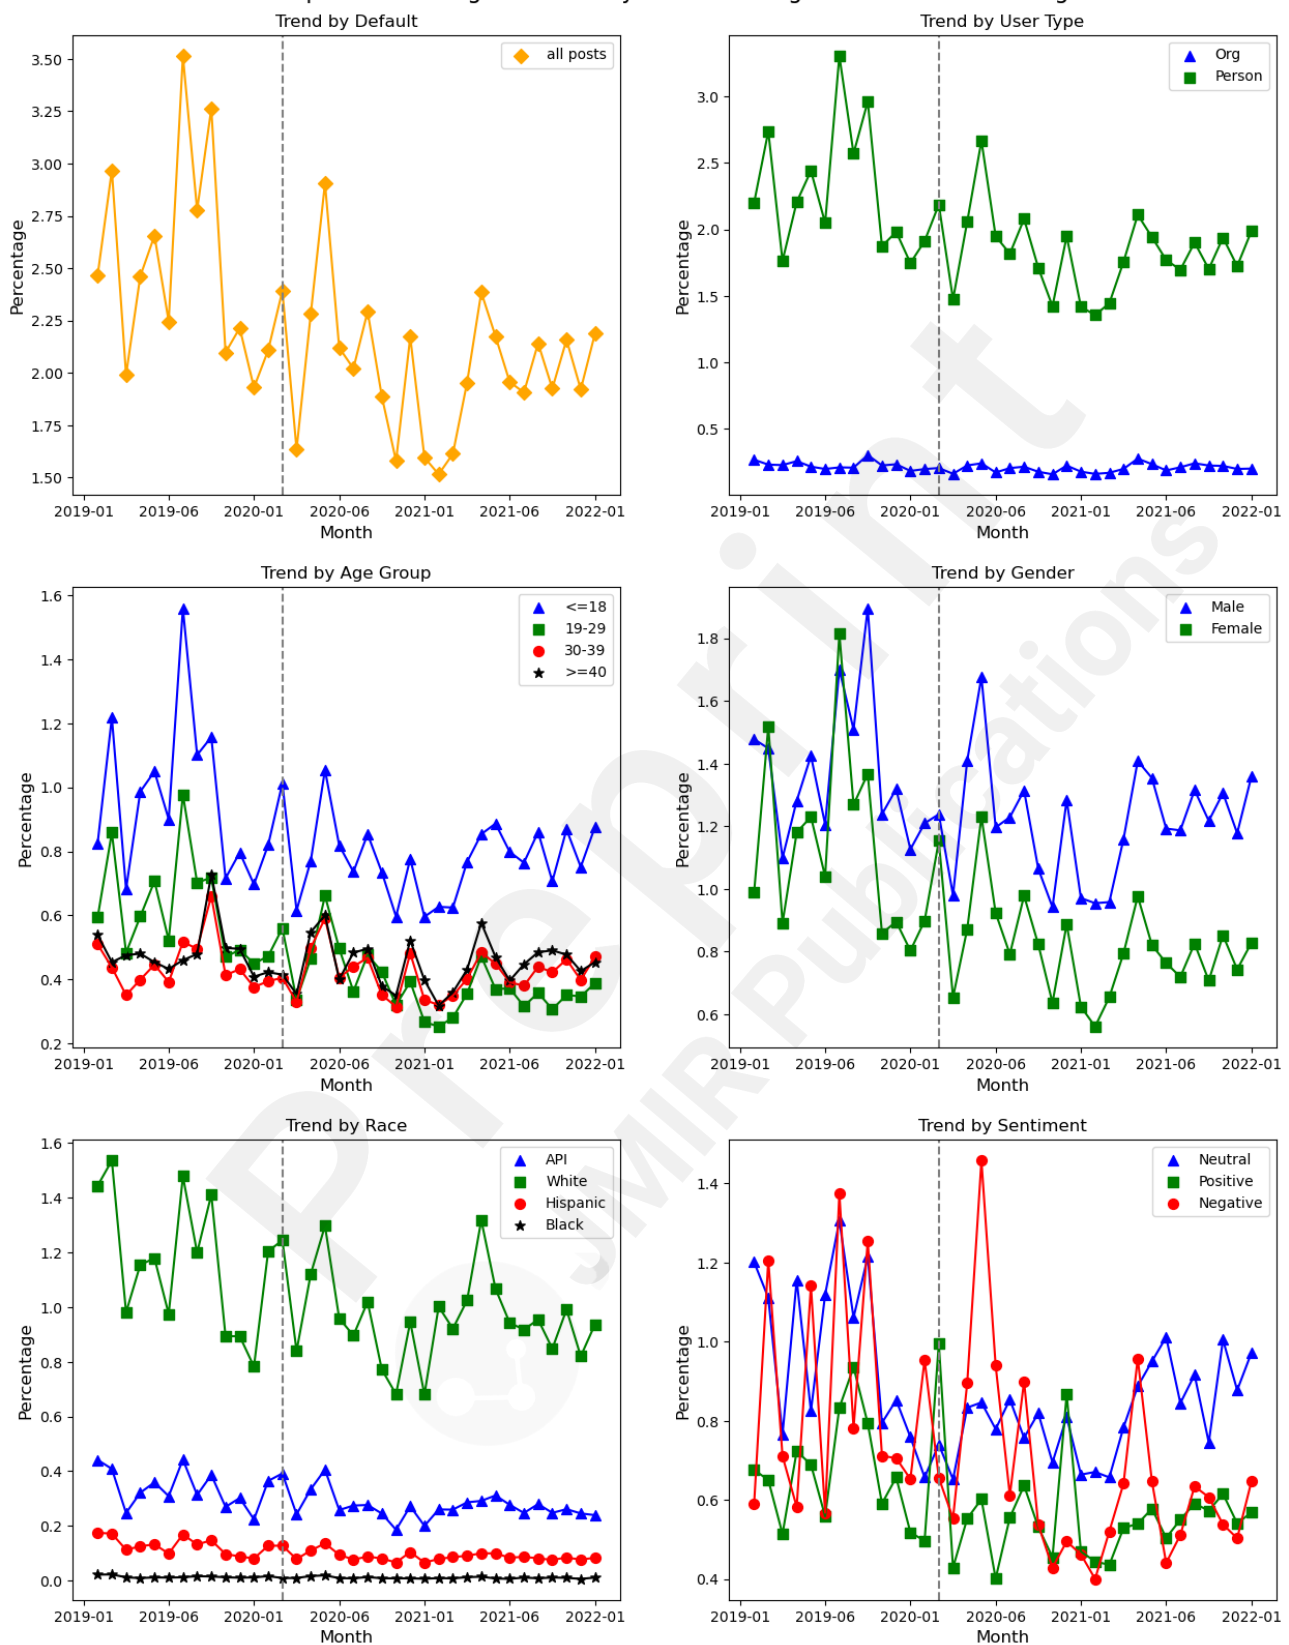 Trend by Default
3.50
3.25
3.00
2.75
2.50
2.25
2.00
1.75
1.50
Percentage
all posts
2019-01 2019-06 2020-01 2020-06 2021-01 2021-06 2022-01
Month
Trend by User Type
3.0
2.5
2.0
1.5
1.0
0.5
Percentage
Org
Person
2019-01 2019-06 2020-01 2020-06 2021-01 2021-06 2022-01
Month
Trend by Age Group
1.6
1.4
1.2
1.0
0.8
0.6
0.4
0.2
Percentage
<=18
19-29
30-39
>=40
2019-01 2019-06 2020-01 2020-06 2021-01 2021-06 2022-01
Month
Trend by Gender
1.8
1.6
1.4
1.2
1.0
0.8
0.6
Percentage
Male
Female
2019-01 2019-06 2020-01 2020-06 2021-01 2021-06 2022-01
Month
Trend by Race
1.6
1.4
1.2
1.0
0.8
0.6
0.4
0.2
0.0
Percentage
API
White
Hispanic
Black
2019-01 2019-06 2020-01 2020-06 2021-01 2021-06 2022-01
Month
Trend by Sentiment
1.4
1.2
1.0
0.8
0.6
0.4
Percentage
Neutral
Positive
Negative
2019-01 2019-06 2020-01 2020-06 2021-01 2021-06 2022-01
Month
Preprint
JMIR Publications